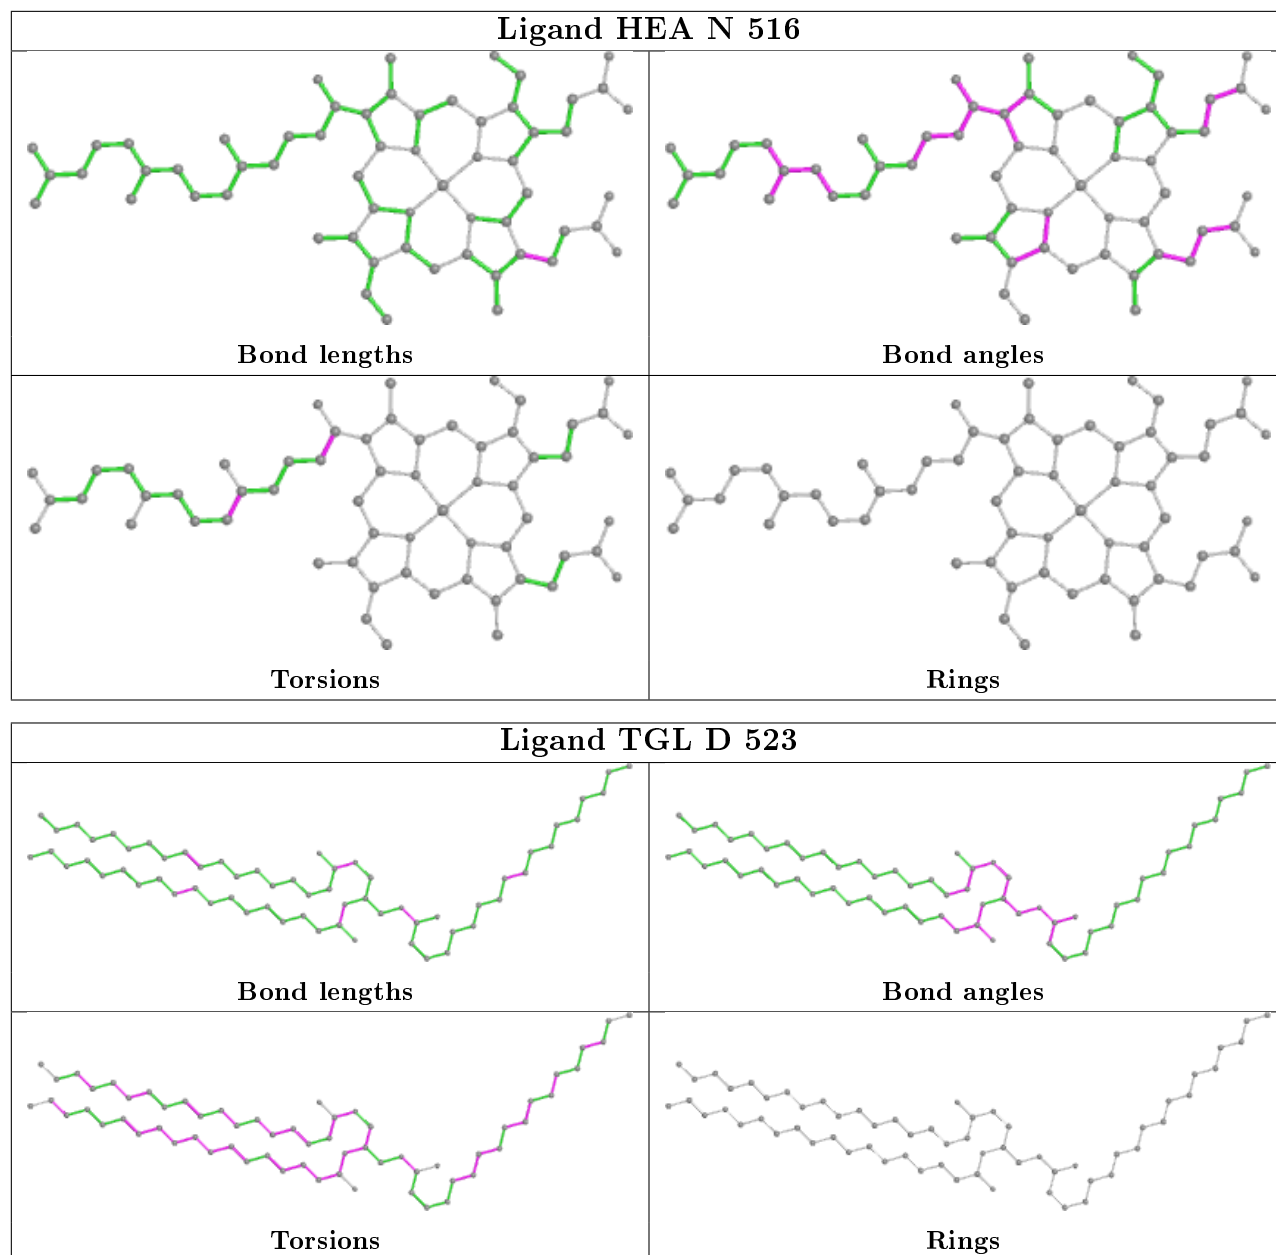 Ligand HEA N 516
Bond lengths
Bond angles
Torsions
Rings
Ligand TGL D 523
Bond lengths
Bond angles
Torsions
Rings